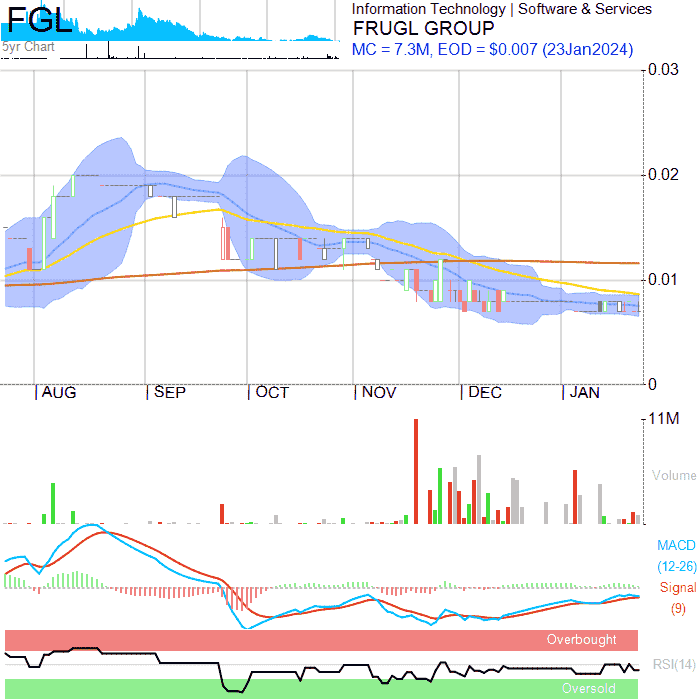 FGL
Information Technology | Software & Services
FRUGL GROUP
MC = 7.3M, EOD = $0.007 (23Jan2024)
5yr Chart
0.03
0.02
0.01
0
|AUG |SEP |OCT |NOV |DEC |JAN
11M
Volume
MACD
(12-26)
Signal
(9)
Overbought
RSI(14)
Oversold